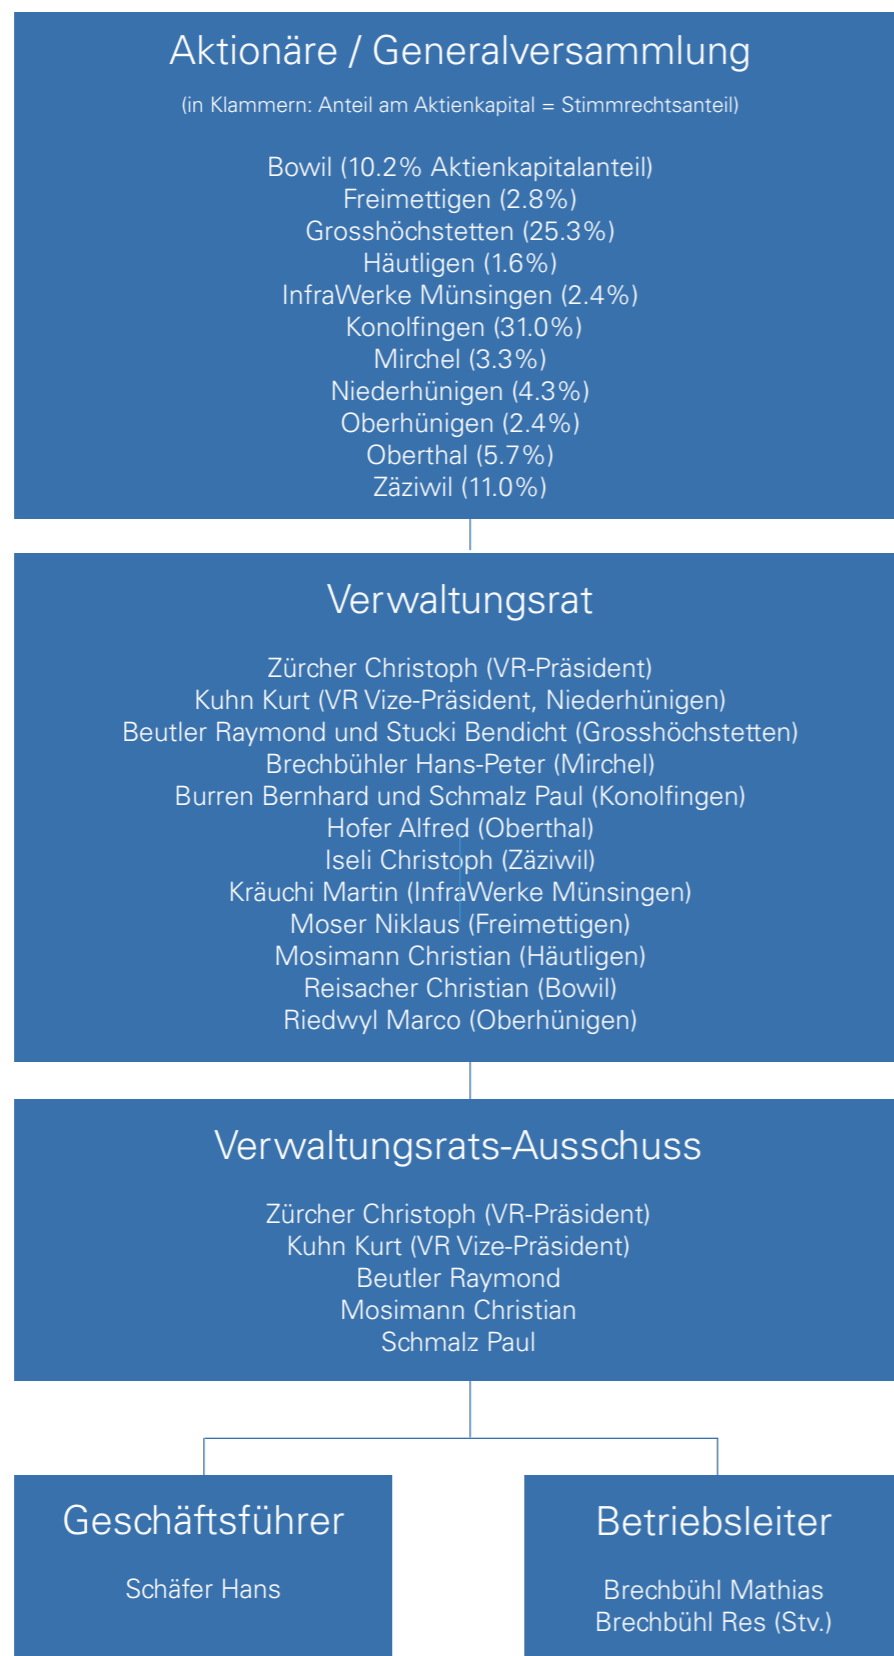 Aktionäre / Generalversammlung
(in Klammern: Anteil am Aktienkapital = Stimmrechtsanteil)
Bowil (10.2% Aktienkapitalanteil)
Freimettigen (2.8%)
Grosshöchstetten (25.3%)
Häutligen (1.6%)
InfraWerke Münsingen (2.4%)
Konolfingen (31.0%)
Mirchel (3.3%)
Niederhünigen (4.3%)
Oberhünigen (2.4%)
Oberthal (5.7%)
Zäziwil (11.0%)
Verwaltungsrat
Zürcher Christoph (VR-Präsident)
Kuhn Kurt (VR Vize-Präsident, Niederhünigen)
Beutler Raymond und Stucki Bendicht (Grosshöchstetten)
Brechbühler Hans-Peter (Mirchel)
Burren Bernhard und Schmalz Paul (Konolfingen)
Hofer Alfred (Oberthal)
Iseli Christoph (Zäziwil)
Kräuchi Martin (InfraWerke Münsingen)
Moser Niklaus (Freimettigen)
Mosimann Christian (Häutligen)
Reisacher Christian (Bowil)
Riedwyl Marco (Oberhünigen)
Verwaltungsrats-Ausschuss
Zürcher Christoph (VR-Präsident)
Kuhn Kurt (VR Vize-Präsident)
Beutler Raymond
Mosimann Christian
Schmalz Paul
Geschäftsführer
Schäfer Hans
Betriebsleiter
Brechbühl Mathias
Brechbühl Res (Stv.)